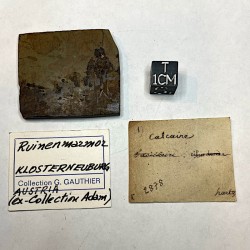 T
1CM
Ruinenmarmor
KLOSTERNEUBURG
Collection G. GAUTHIER
AUSTRIA
(ex-Collection Adam)
Calcaire
2878